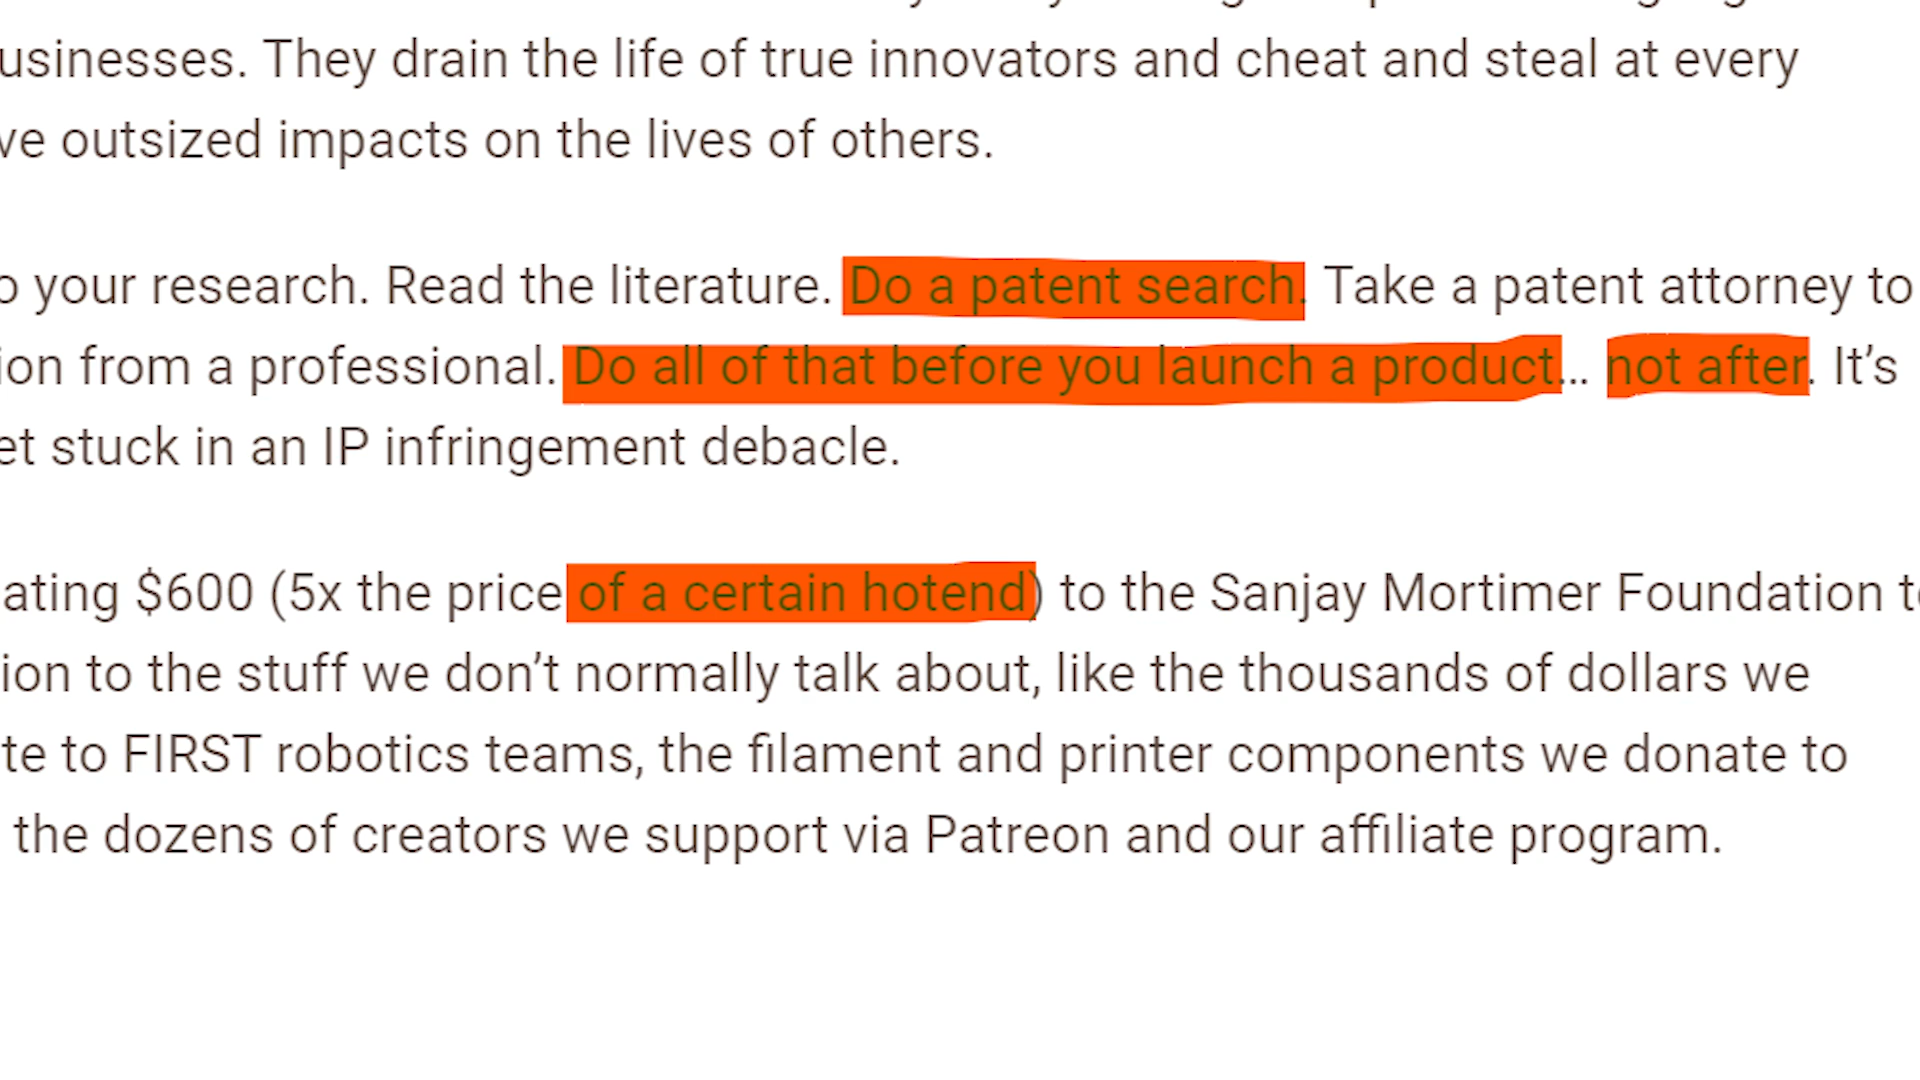 usinesses. They drain the life of true innovators and cheat and steal at every
ve outsized impacts on the lives of others.
o your research. Read the literature. Do a patent search. Take a patent attorney to
ion from a professional. Do all of that before you launch a product... not after. It’s
et stuck in an IP infringement debacle.
ating $600 (5x the price of a certain hotend) to the Sanjay Mortimer Foundation to
ion to the stuff we don’t normally talk about, like the thousands of dollars we
te to FIRST robotics teams, the filament and printer components we donate to
the dozens of creators we support via Patreon and our affiliate program.